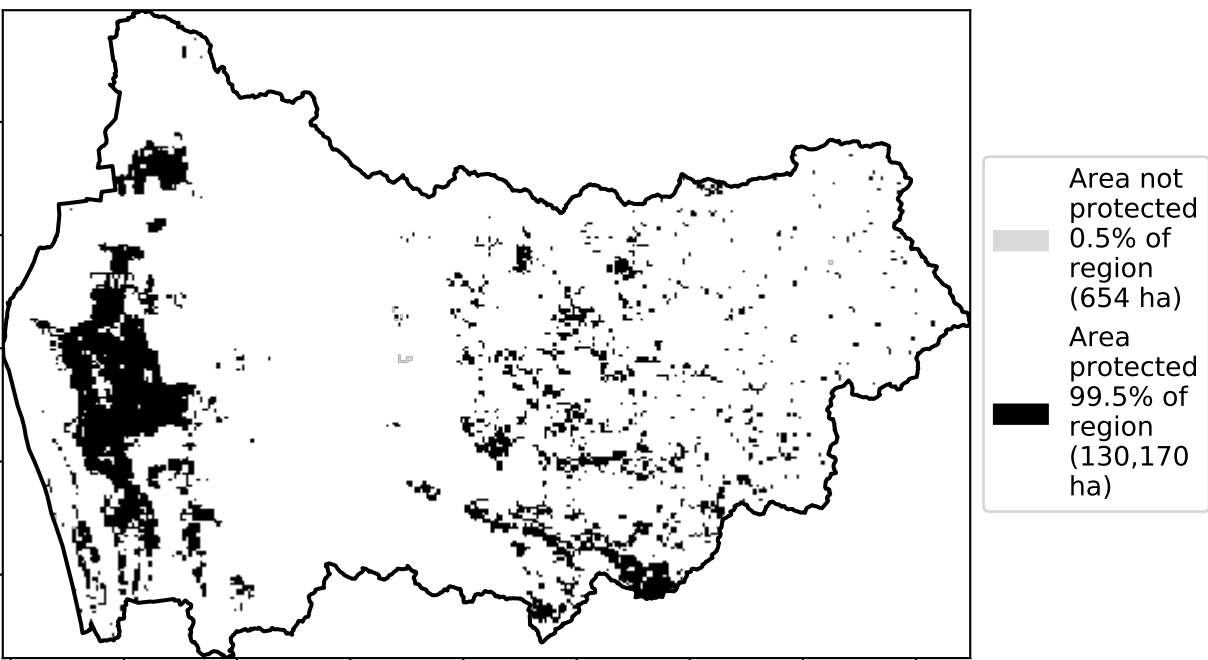 Area not
protected
0.5% of
region
(654 ha)
Area
protected
99.5% of
region
(130,170
ha)